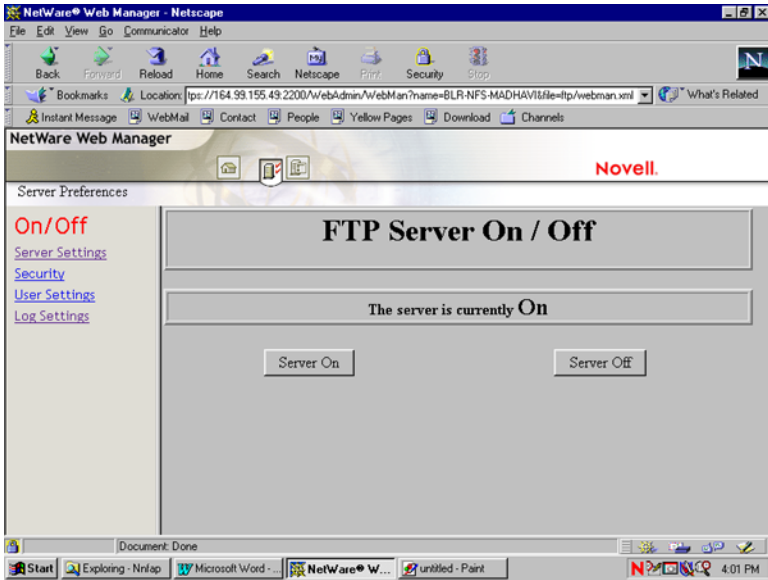 NetWare® Web Manager - Netscape
File Edit View Go Communicator Help
Back Forward Reload Home Search Netscape Print Security Stop
N
Bookmarks Location: tps://164.99.155.49:2200/WebAdmin/WebMan?name=BLR-NFS-MADHAVI&file=ftp/webman.xml What's Related
Instant Message WebMail Contact People Yellow Pages Download Channels
NetWare Web Manager
Novell.
Server Preferences
On/Off
Server Settings
Security
User Settings
Log Settings
FTP Server On / Off
The server is currently On
Server On Server Off
Document: Done
Start Exploring - Nnlap Microsoft Word - ... NetWare® W... untitled - Paint N 4:01 PM